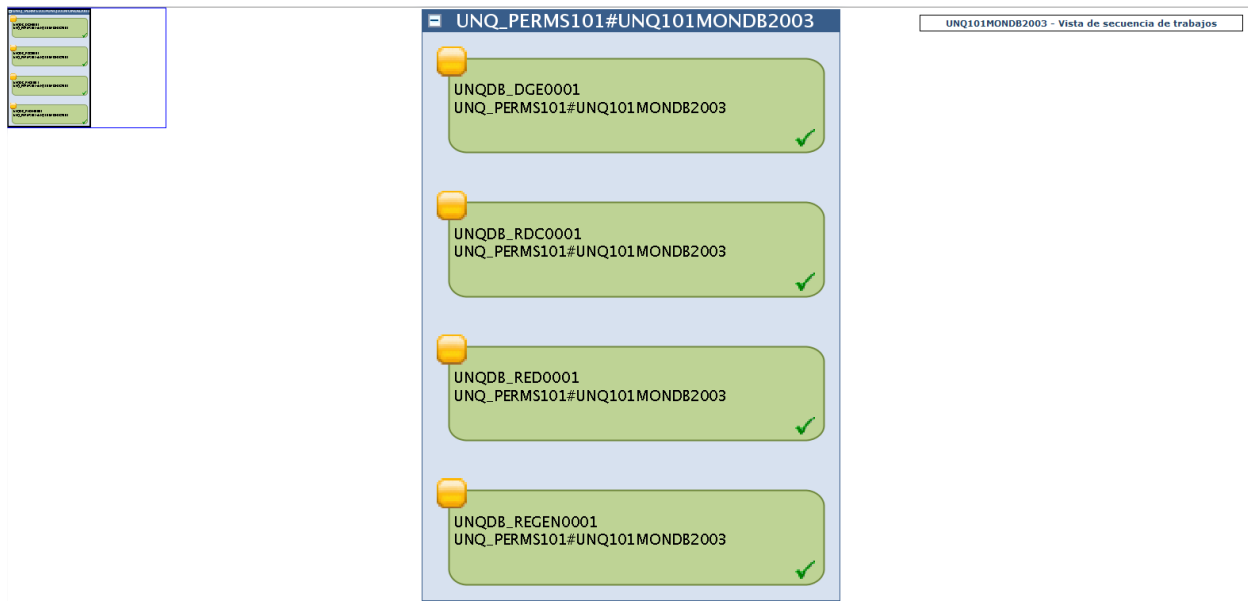 UNQ_PERMS101#UNQ101MONDB2003
UNQ101MONDB2003 - Vista de secuencia de trabajos
UNQDB_DGE0001
UNQ_PERMS101#UNQ101MONDB2003
UNQDB_RDC0001
UNQ_PERMS101#UNQ101MONDB2003
UNQDB_RED0001
UNQ_PERMS101#UNQ101MONDB2003
UNQDB_REGEN0001
UNQ_PERMS101#UNQ101MONDB2003